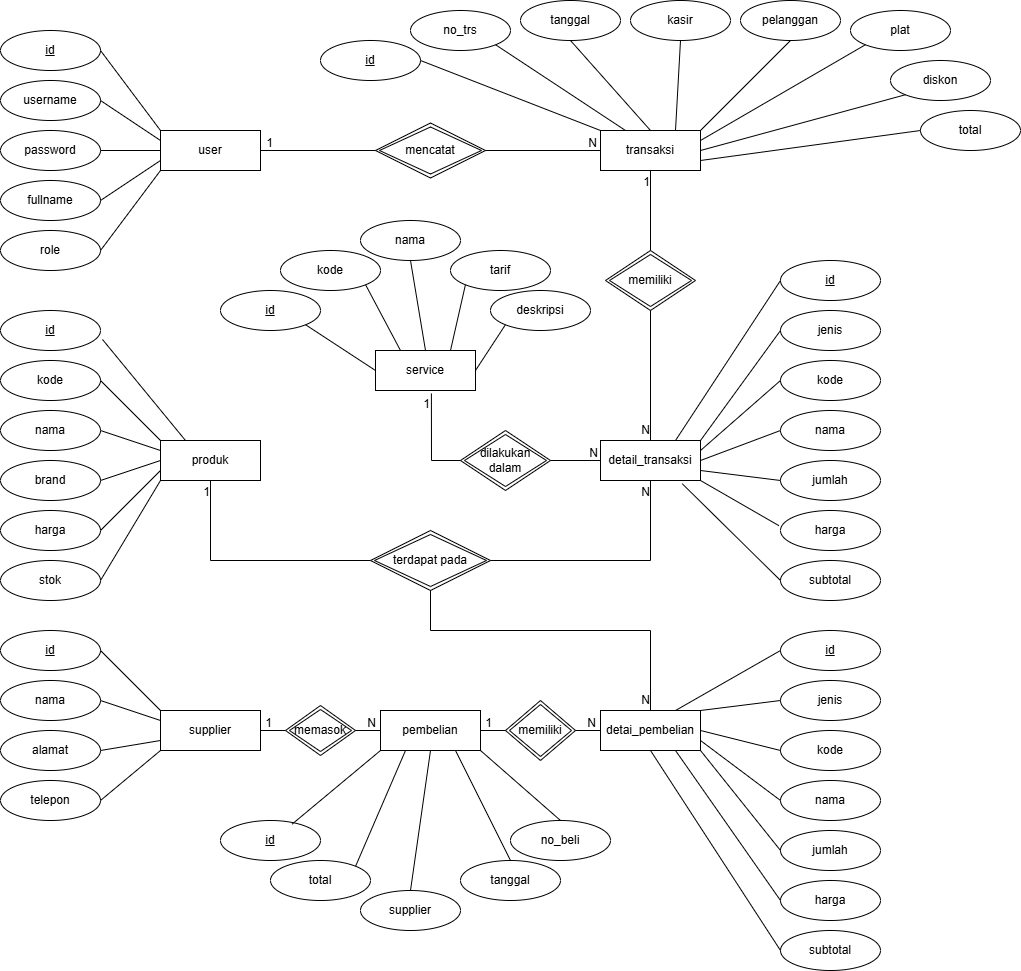 tanggal
kasir
pelanggan
no_trs
plat
id
id
diskon
username
total
password
user
1
mencatat
N
transaksi
fullname
1
role
nama
kode
tarif
memiliki
id
id
deskripsi
id
jenis
service
kode
1
kode
nama
N
nama
produk
dilakukan
dalam
N
detail_transaksi
brand
jumlah
1
N
harga
harga
terdapat pada
stok
subtotal
id
id
nama
N
jenis
supplier
1
memasok
N
pembelian
1
memiliki
N
detai_pembelian
alamat
kode
telepon
nama
id
no_beli
jumlah
total
tanggal
supplier
harga
subtotal